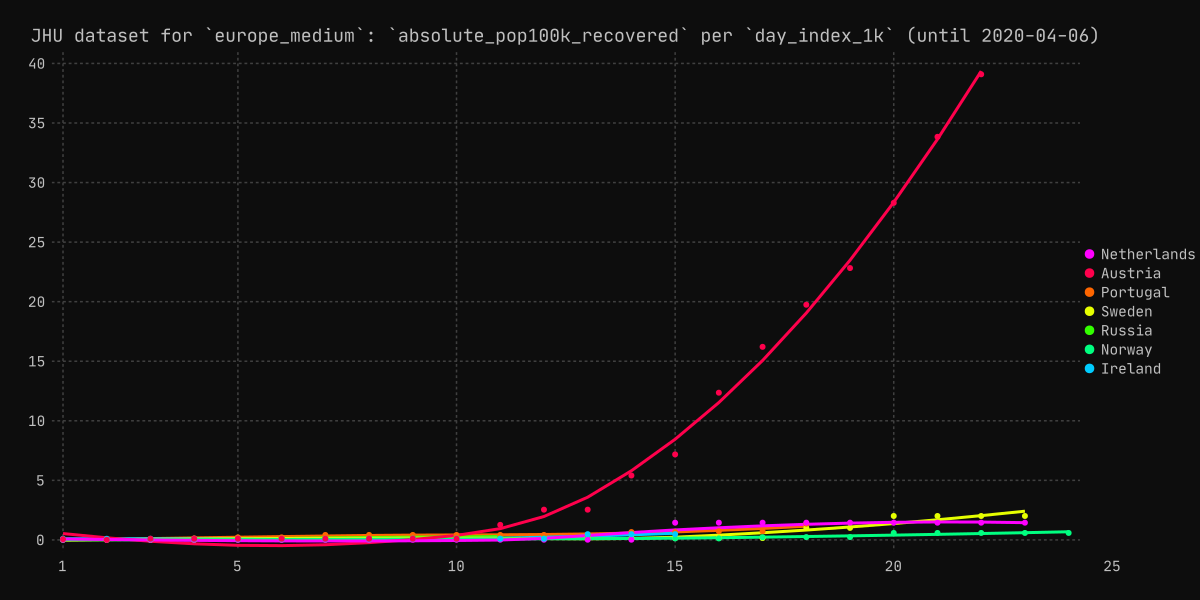 JHU dataset for `europe_medium`: `absolute_pop100k_recovered` per `day_index_1k` (until 2020-04-06)
40
35
30
25
20
15
10
5
0
1 5 10 15 20 25
Netherlands
Austria
Portugal
Sweden
Russia
Norway
Ireland